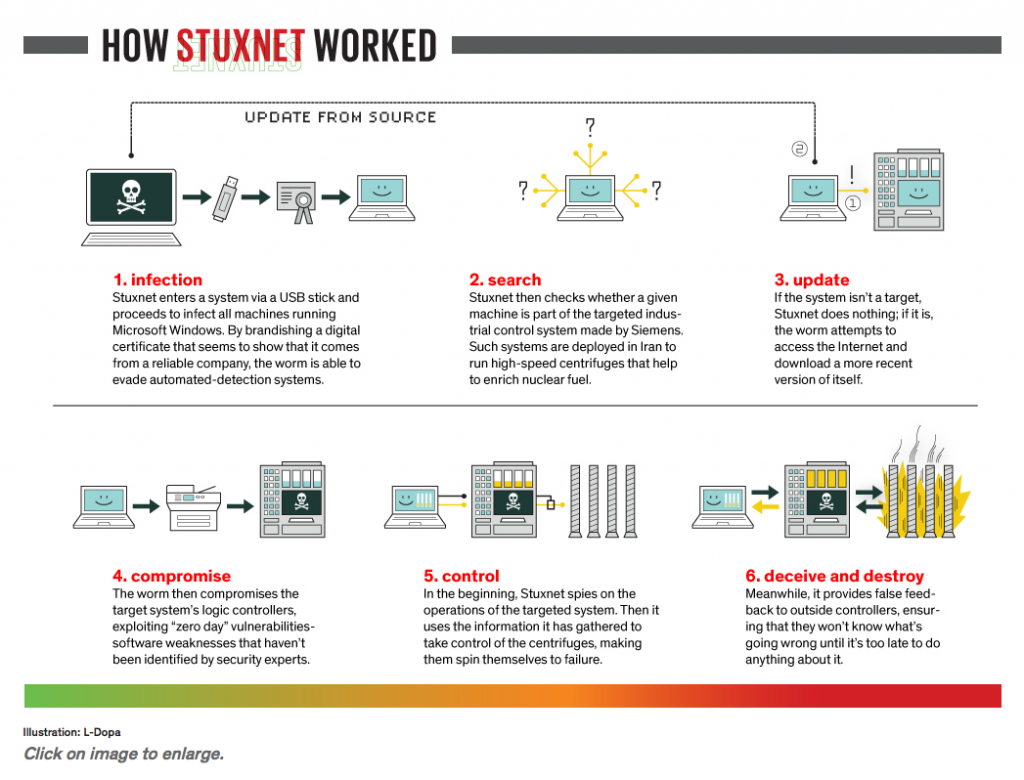 HOW STUXNET WORKED
STUXNET
UPDATE FROM SOURCE
?
?
?
2
!
1
1. infection
Stuxnet enters a system via a USB stick and
proceeds to infect all machines running
Microsoft Windows. By brandishing a digital
certificate that seems to show that it comes
from a reliable company, the worm is able to
evade automated-detection systems.
2. search
Stuxnet then checks whether a given
machine is part of the targeted indus-
trial control system made by Siemens.
Such systems are deployed in Iran to
run high-speed centrifuges that help
to enrich nuclear fuel.
3. update
If the system isn't a target,
Stuxnet does nothing; if it is,
the worm attempts to
access the Internet and
download a more recent
version of itself.
4. compromise
The worm then compromises the
target system's logic controllers,
exploiting "zero day" vulnerabilities-
software weaknesses that haven't
been identified by security experts.
5. control
In the beginning, Stuxnet spies on the
operations of the targeted system. Then it
uses the information it has gathered to
take control of the centrifuges, making
them spin themselves to failure.
6. deceive and destroy
Meanwhile, it provides false feed-
back to outside controllers, ensur-
ing that they won't know what's
going wrong until it's too late to do
anything about it.
Illustration: L-Dopa
Click on image to enlarge.